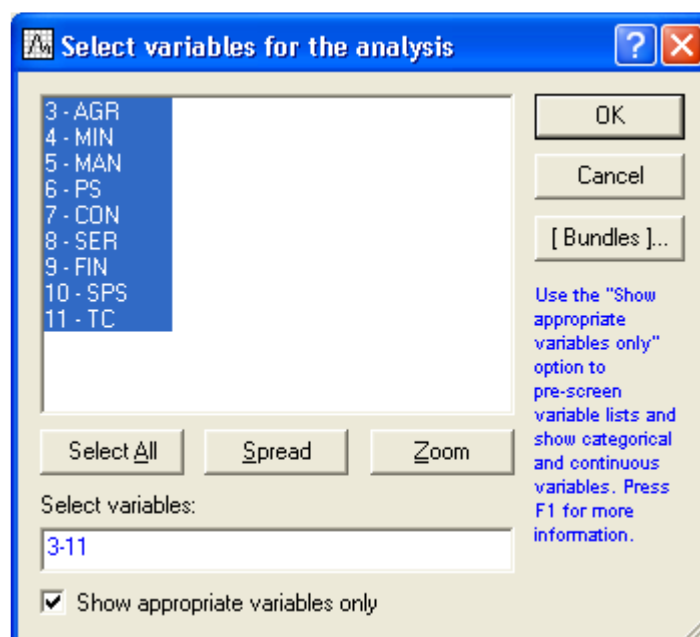 Select variables for the analysis
3 - AGR
4 - MIN
5 - MAN
6 - PS
7 - CON
8 - SER
9 - FIN
10 - SPS
11 - TC
OK
Cancel
[ Bundles ]...
Use the "Show
appropriate
variables only"
option to
pre-screen
variable lists and
show categorical
and continuous
variables. Press
F1 for more
information.
Select All
Spread
Zoom
Select variables:
3-11
Show appropriate variables only